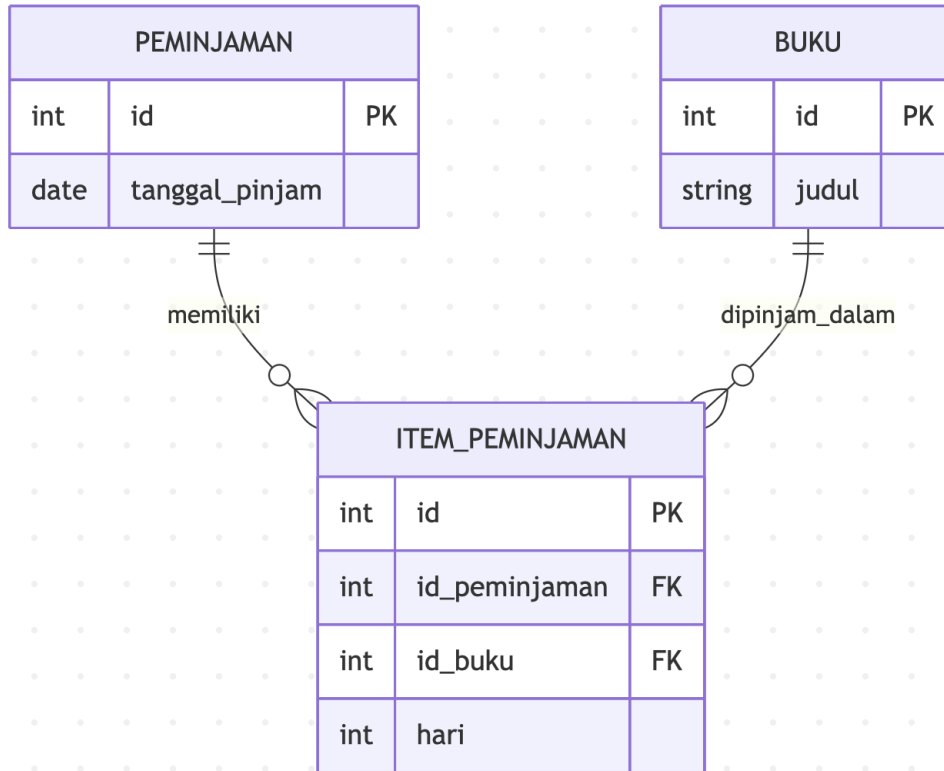 PEMINJAMAN
int id PK
date tanggal_pinjam
BUKU
int id PK
string judul
memiliki
dipinjam_dalam
ITEM_PEMINJAMAN
int id PK
int id_peminjaman FK
int id_buku FK
int hari